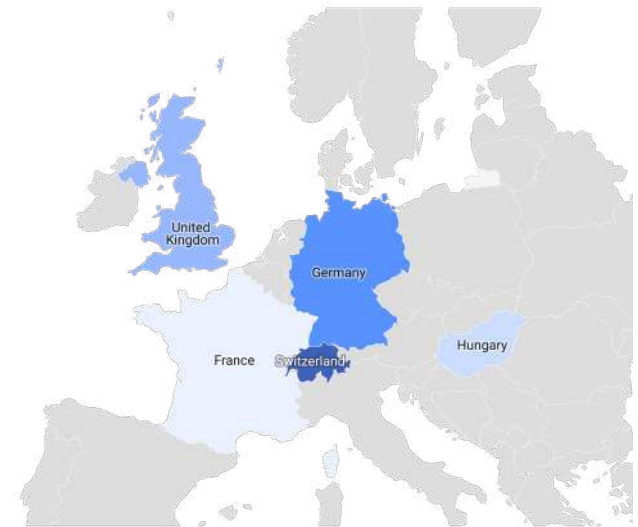 United
Kingdom
Germany
France
Switzerland
Hungary